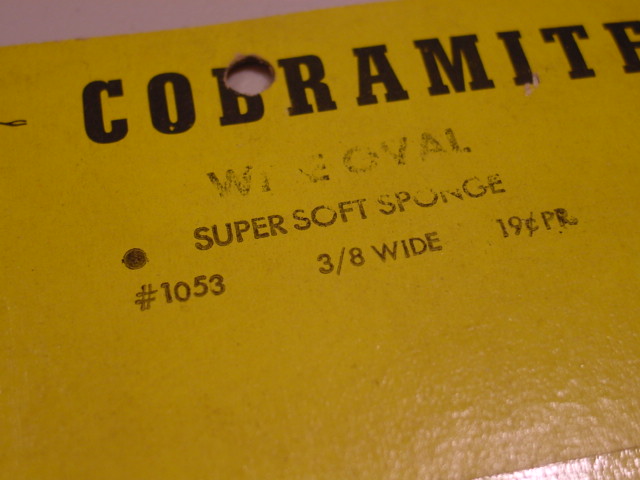 COBRAMITE
OVAL
SUPER SOFT SPONGE
#1053 3/8 WIDE 19¢ PR.